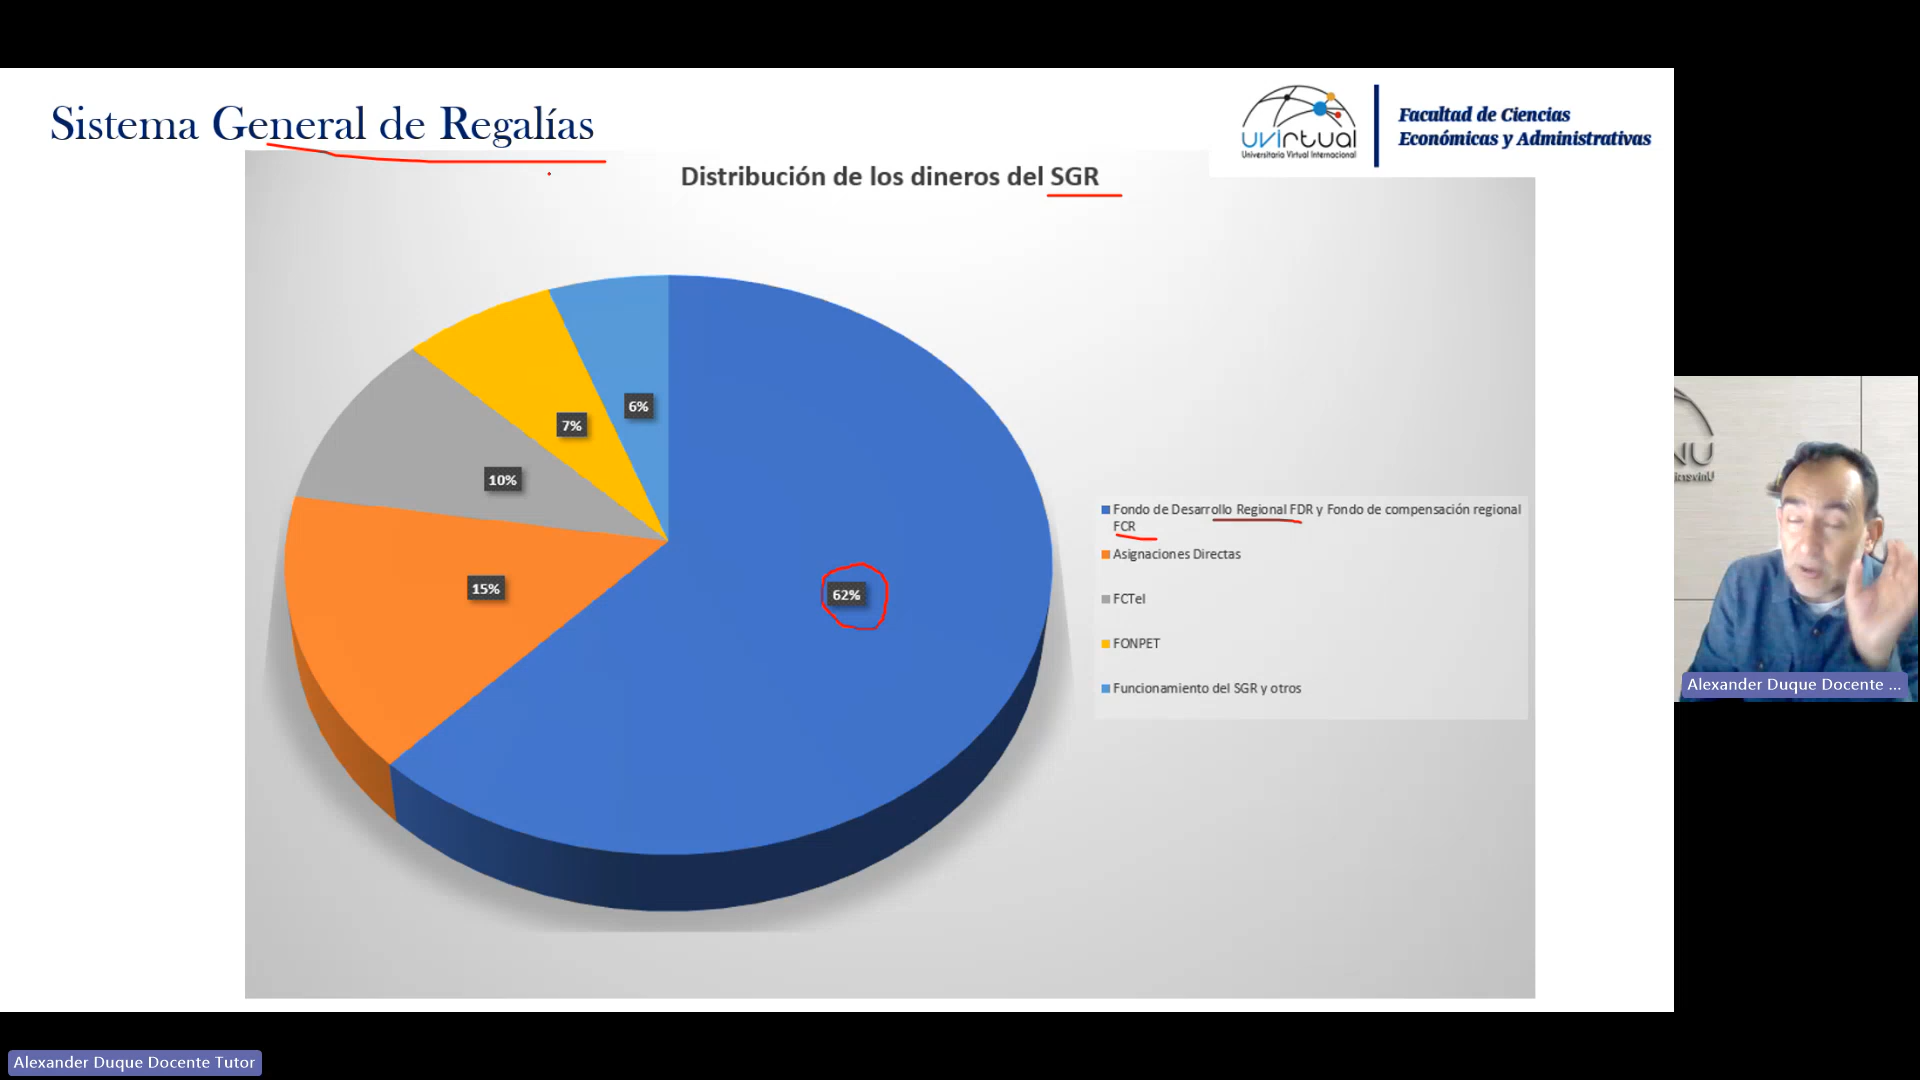 Sistema General de Regalías
uvirtual
Universitaria Virtual Internacional
Facultad de Ciencias
Económicas y Administrativas
Distribución de los dineros del SGR
6%
7%
10%
15%
62%
Fondo de Desarrollo Regional FDR y Fondo de compensación regional
FCR
Asignaciones Directas
FCTeI
FONPET
Funcionamiento del SGR y otros
Alexander Duque Docente ...
Alexander Duque Docente Tutor